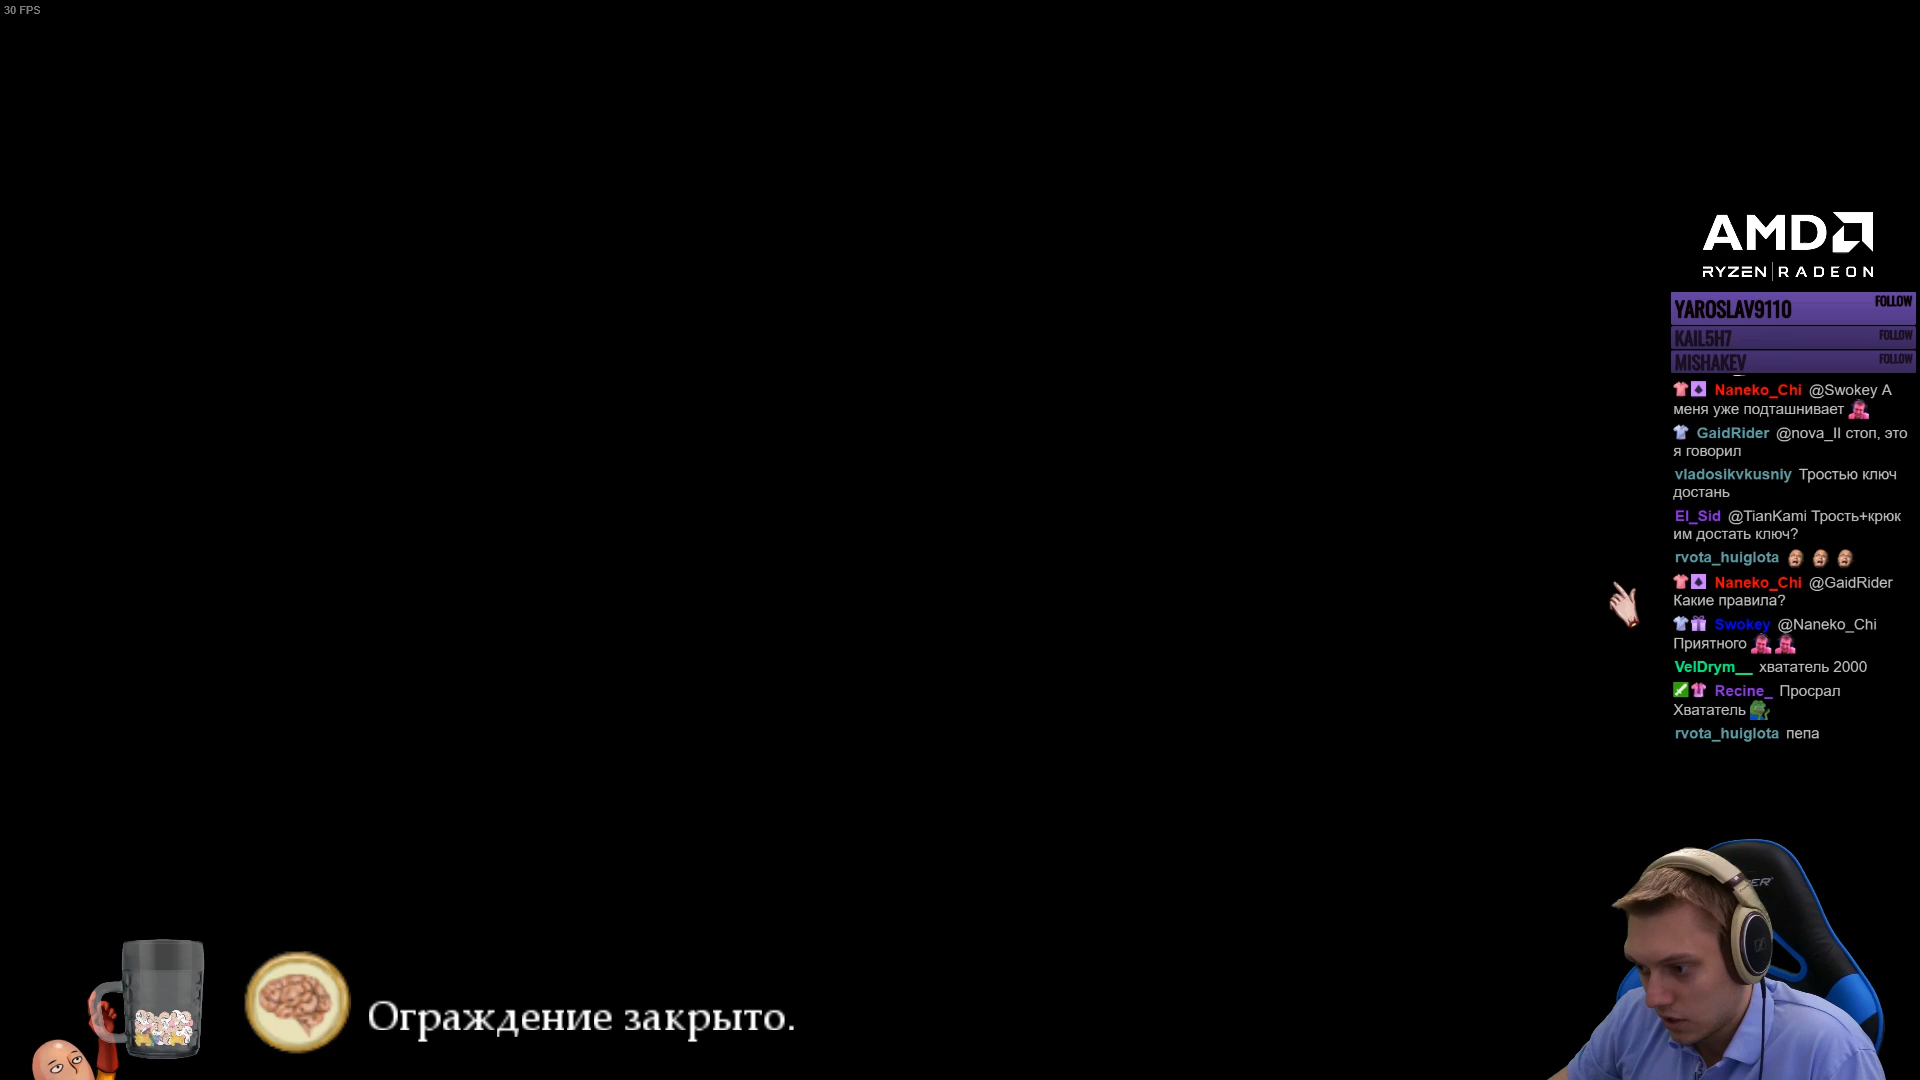 30 FPS
AMD
RYZEN | RADEON
YAROSLAV9110 FOLLOW
KAIL5H7 FOLLOW
MISHAKEV FOLLOW
Naneko_Chi @Swokey А
меня уже подташнивает
GaidRider @nova_II стоп, это
я говорил
vladosikvkusniy Тростью ключ
достань
El_Sid @TianKami Трость+крюк
им достать ключ?
rvota_huiglota
Naneko_Chi @GaidRider
Какие правила?
Swokey @Naneko_Chi
Приятного
VelDrym__ хвататель 2000
Recine_ Просрал
Хвататель
rvota_huiglota пепа
Ограждение закрыто.